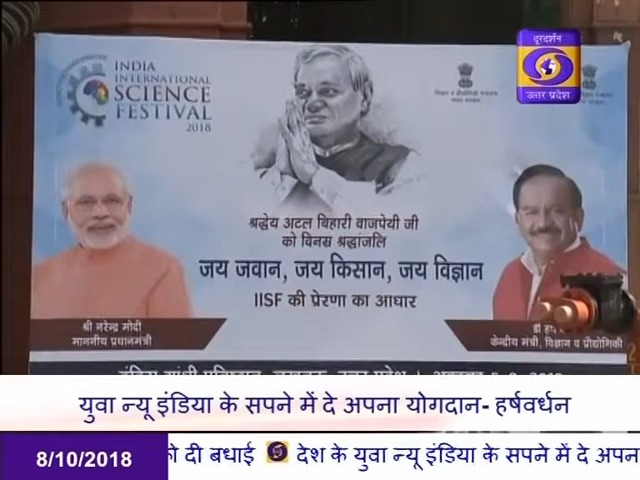 INDIA
INTERNATIONAL
SCIENCE
FESTIVAL
2018
दूरदर्शन
उत्तर प्रदेश
श्रद्धेय अटल बिहारी वाजपेयी जी
को विनम्र श्रद्धांजलि
जय जवान, जय किसान, जय विज्ञान
IISF की प्रेरणा का आधार
श्री नरेन्द्र मोदी
माननीय प्रधानमंत्री
केन्द्रीय मंत्री, विज्ञान व प्रौद्योगिकी
युवा न्यू इंडिया के सपने में दे अपना योगदान- हर्षवर्धन
8/10/2018
को दी बधाई देश के युवा न्यू इंडिया के सपने में दे अपना